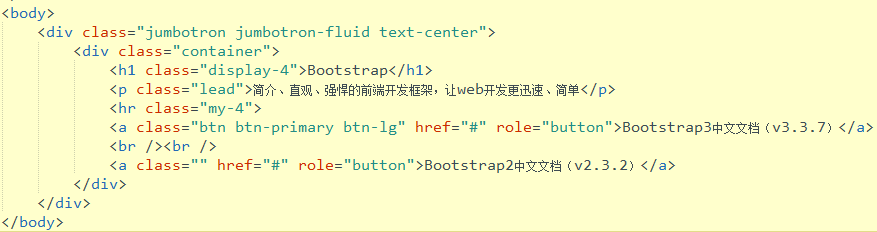 <body>
<div class="jumbotron jumbotron-fluid text-center">
<div class="container">
<h1 class="display-4">Bootstrap</h1>
<p class="lead">简介、直观、强悍的前端开发框架，让web开发更迅速、简单</p>
<hr class="my-4">
<a class="btn btn-primary btn-lg" href="#" role="button">Bootstrap3中文文档（v3.3.7）</a>
<br /><br />
<a class="" href="#" role="button">Bootstrap2中文文档（v2.3.2）</a>
</div>
</div>
</body>